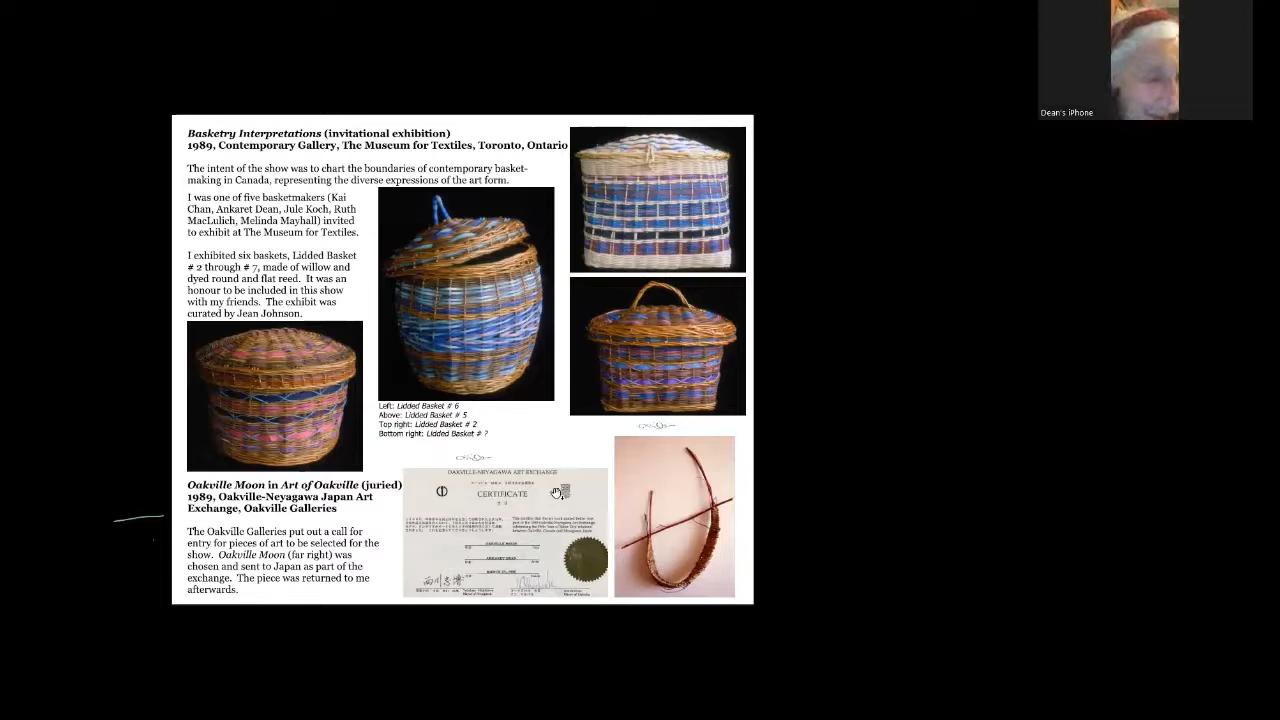 Basketry Interpretations (invitational exhibition)
1989, Contemporary Gallery, The Museum for Textiles, Toronto, Ontario
The intent of the show was to chart the boundaries of contemporary basket-
making in Canada, representing the diverse expressions of the art form.
I was one of five basketmakers (Kai
Chan, Ankaret Dean, Jule Koch, Ruth
MacLulich, Melinda Mayhall) invited
to exhibit at The Museum for Textiles.
I exhibited six baskets, Lidded Basket
# 2 through # 7, made of willow and
dyed round and flat reed. It was an
honour to be included in this show
with my friends. The exhibit was
curated by Jean Johnson.
Left: Lidded Basket # 6
Above: Lidded Basket # 5
Top right: Lidded Basket # 2
Bottom right: Lidded Basket # ?
Oakville Moon in Art of Oakville (juried)
1989, Oakville-Neyagawa Japan Art
Exchange, Oakville Galleries
The Oakville Galleries put out a call for
entry for pieces of art to be selected for the
show. Oakville Moon (far right) was
chosen and sent to Japan as part of the
exchange. The piece was returned to me
afterwards.
OAKVILLE-NEYAGAWA ART EXCHANGE
CERTIFICATE
OAKVILLE MOON
ANKARET DEAN
Dean's iPhone